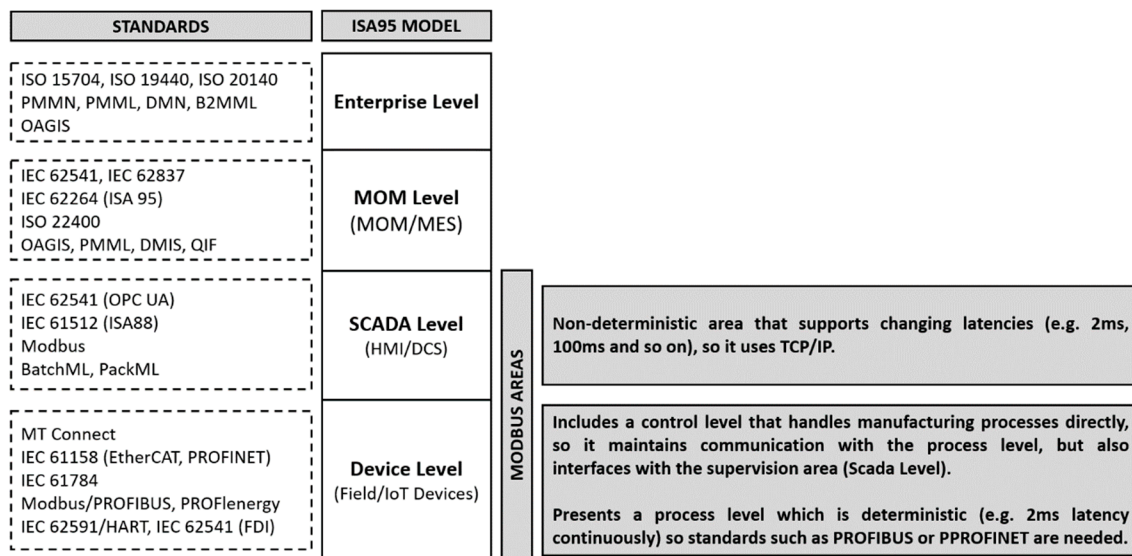 STANDARDS
ISA95 MODEL
ISO 15704, ISO 19440, ISO 20140
PMMN, PMML, DMN, B2MML
OAGIS
Enterprise Level
IEC 62541, IEC 62837
IEC 62264 (ISA 95)
ISO 22400
OAGIS, PMML, DMIS, QIF
MOM Level
(MOM/MES)
IEC 62541 (OPC UA)
IEC 61512 (ISA88)
Modbus
BatchML, PackML
SCADA Level
(HMI/DCS)
MT Connect
IEC 61158 (EtherCAT, PROFINET)
IEC 61784
Modbus/PROFIBUS, PROFIenergy
IEC 62591/HART, IEC 62541 (FDI)
Device Level
(Field/IoT Devices)
MODBUS AREAS
Non-deterministic area that supports changing latencies (e.g. 2ms,
100ms and so on), so it uses TCP/IP.
Includes a control level that handles manufacturing processes directly,
so it maintains communication with the process level, but also
interfaces with the supervision area (Scada Level).
Presents a process level which is deterministic (e.g. 2ms latency
continuously) so standards such as PROFIBUS or PPROFINET are needed.